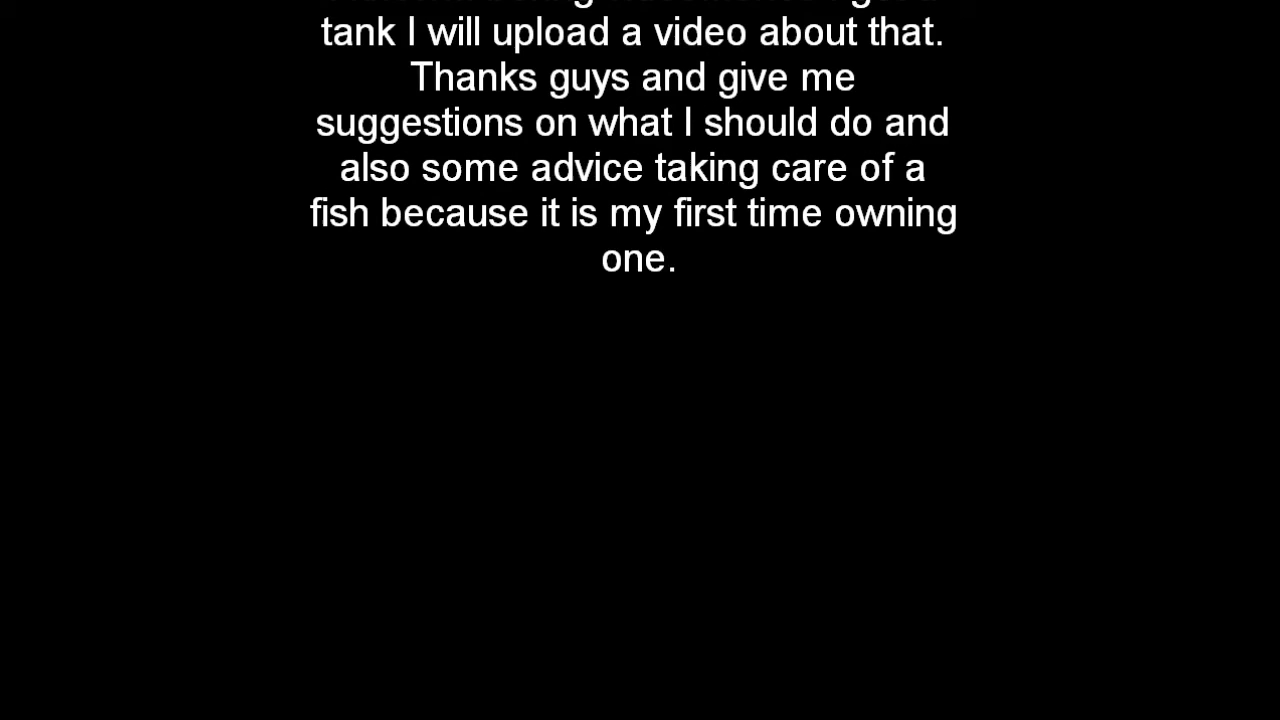 tank I will upload a video about that.
Thanks guys and give me
suggestions on what I should do and
also some advice taking care of a
fish because it is my first time owning
one.